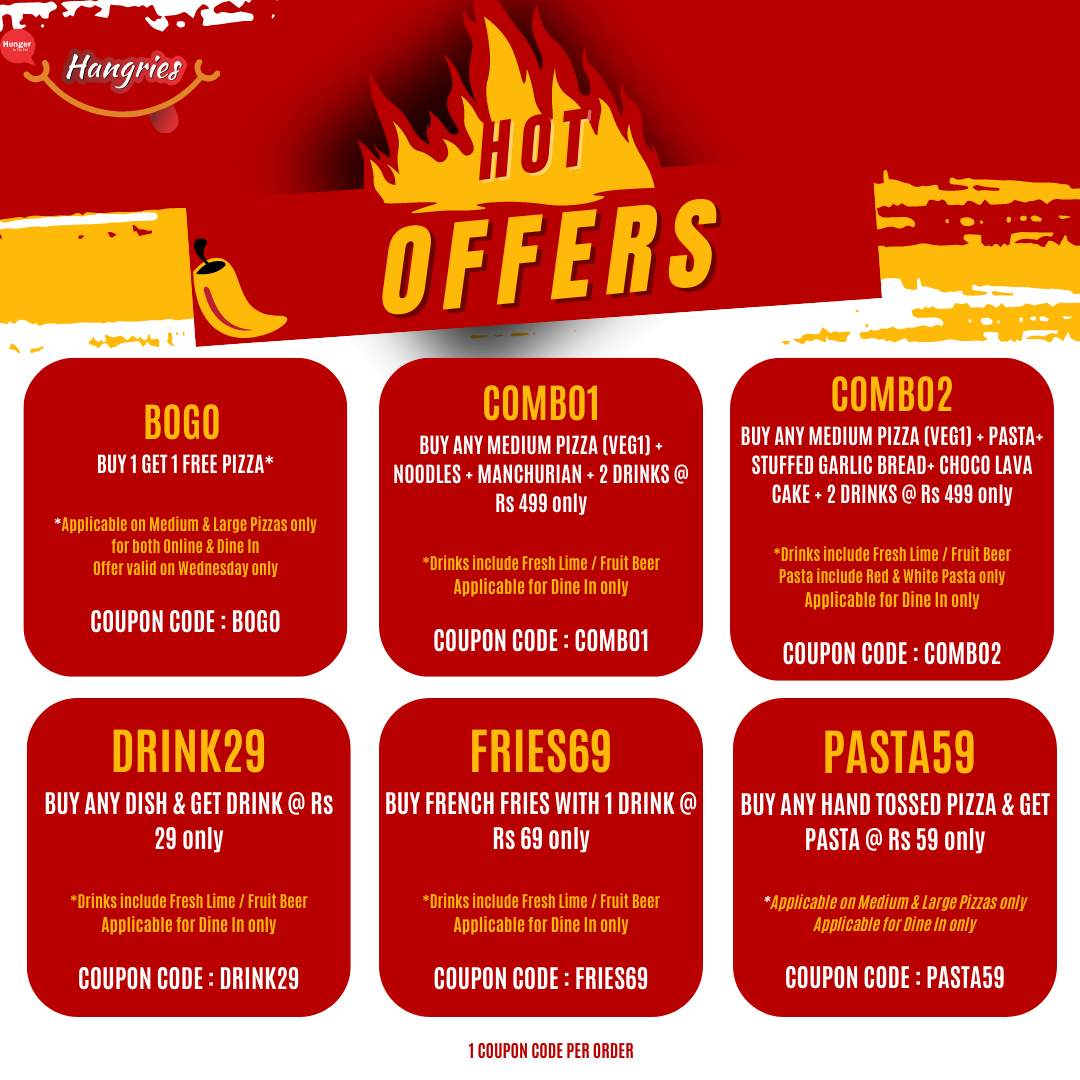 Hunger
Hangries
HOT
OFFERS
BOGO
BUY 1 GET 1 FREE PIZZA*
*Applicable on Medium & Large Pizzas only
for both Online & Dine In
Offer valid on Wednesday only
COUPON CODE : BOGO
COMBO1
BUY ANY MEDIUM PIZZA (VEG1) +
NOODLES + MANCHURIAN + 2 DRINKS @
Rs 499 only
*Drinks include Fresh Lime / Fruit Beer
Applicable for Dine In only
COUPON CODE : COMBO1
COMBO2
BUY ANY MEDIUM PIZZA (VEG1) + PASTA+
STUFFED GARLIC BREAD+ CHOCO LAVA
CAKE + 2 DRINKS @ Rs 499 only
*Drinks include Fresh Lime / Fruit Beer
Pasta include Red & White Pasta only
Applicable for Dine In only
COUPON CODE : COMBO2
DRINK29
BUY ANY DISH & GET DRINK @ Rs
29 only
*Drinks include Fresh Lime / Fruit Beer
Applicable for Dine In only
COUPON CODE : DRINK29
FRIES69
BUY FRENCH FRIES WITH 1 DRINK @
Rs 69 only
*Drinks include Fresh Lime / Fruit Beer
Applicable for Dine In only
COUPON CODE : FRIES69
PASTA59
BUY ANY HAND TOSSED PIZZA & GET
PASTA @ Rs 59 only
*Applicable on Medium & Large Pizzas only
Applicable for Dine In only
COUPON CODE : PASTA59
1 COUPON CODE PER ORDER